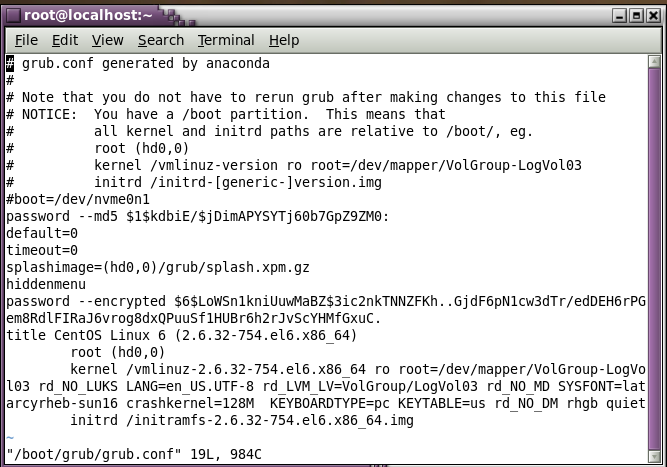 root@localhost:~
File Edit View Search Terminal Help
# grub.conf generated by anaconda
#
# Note that you do not have to rerun grub after making changes to this file
# NOTICE:  You have a /boot partition.  This means that
#          all kernel and initrd paths are relative to /boot/, eg.
#          root (hd0,0)
#          kernel /vmlinuz-version ro root=/dev/mapper/VolGroup-LogVol03
#          initrd /initrd-[generic-]version.img
#boot=/dev/nvme0n1
password --md5 $1$kdbiE/$jDimAPYSYTj60b7GpZ9ZM0:
default=0
timeout=0
splashimage=(hd0,0)/grub/splash.xpm.gz
hiddenmenu
password --encrypted $6$LoWSn1kniUuwMaBZ$3ic2nkTNNZFKh..GjdF6pN1cw3dTr/edDEH6rPG
em8RdlFIRaJ6vrog8dxQPuuSf1HUBr6h2rJvScYHMfGxuC.
title CentOS Linux 6 (2.6.32-754.el6.x86_64)
        root (hd0,0)
        kernel /vmlinuz-2.6.32-754.el6.x86_64 ro root=/dev/mapper/VolGroup-LogVo
l03 rd_NO_LUKS LANG=en_US.UTF-8 rd_LVM_LV=VolGroup/LogVol03 rd_NO_MD SYSFONT=lat
arcyrheb-sun16 crashkernel=128M  KEYBOARDTYPE=pc KEYTABLE=us rd_NO_DM rhgb quiet
        initrd /initramfs-2.6.32-754.el6.x86_64.img
~
"/boot/grub/grub.conf" 19L, 984C